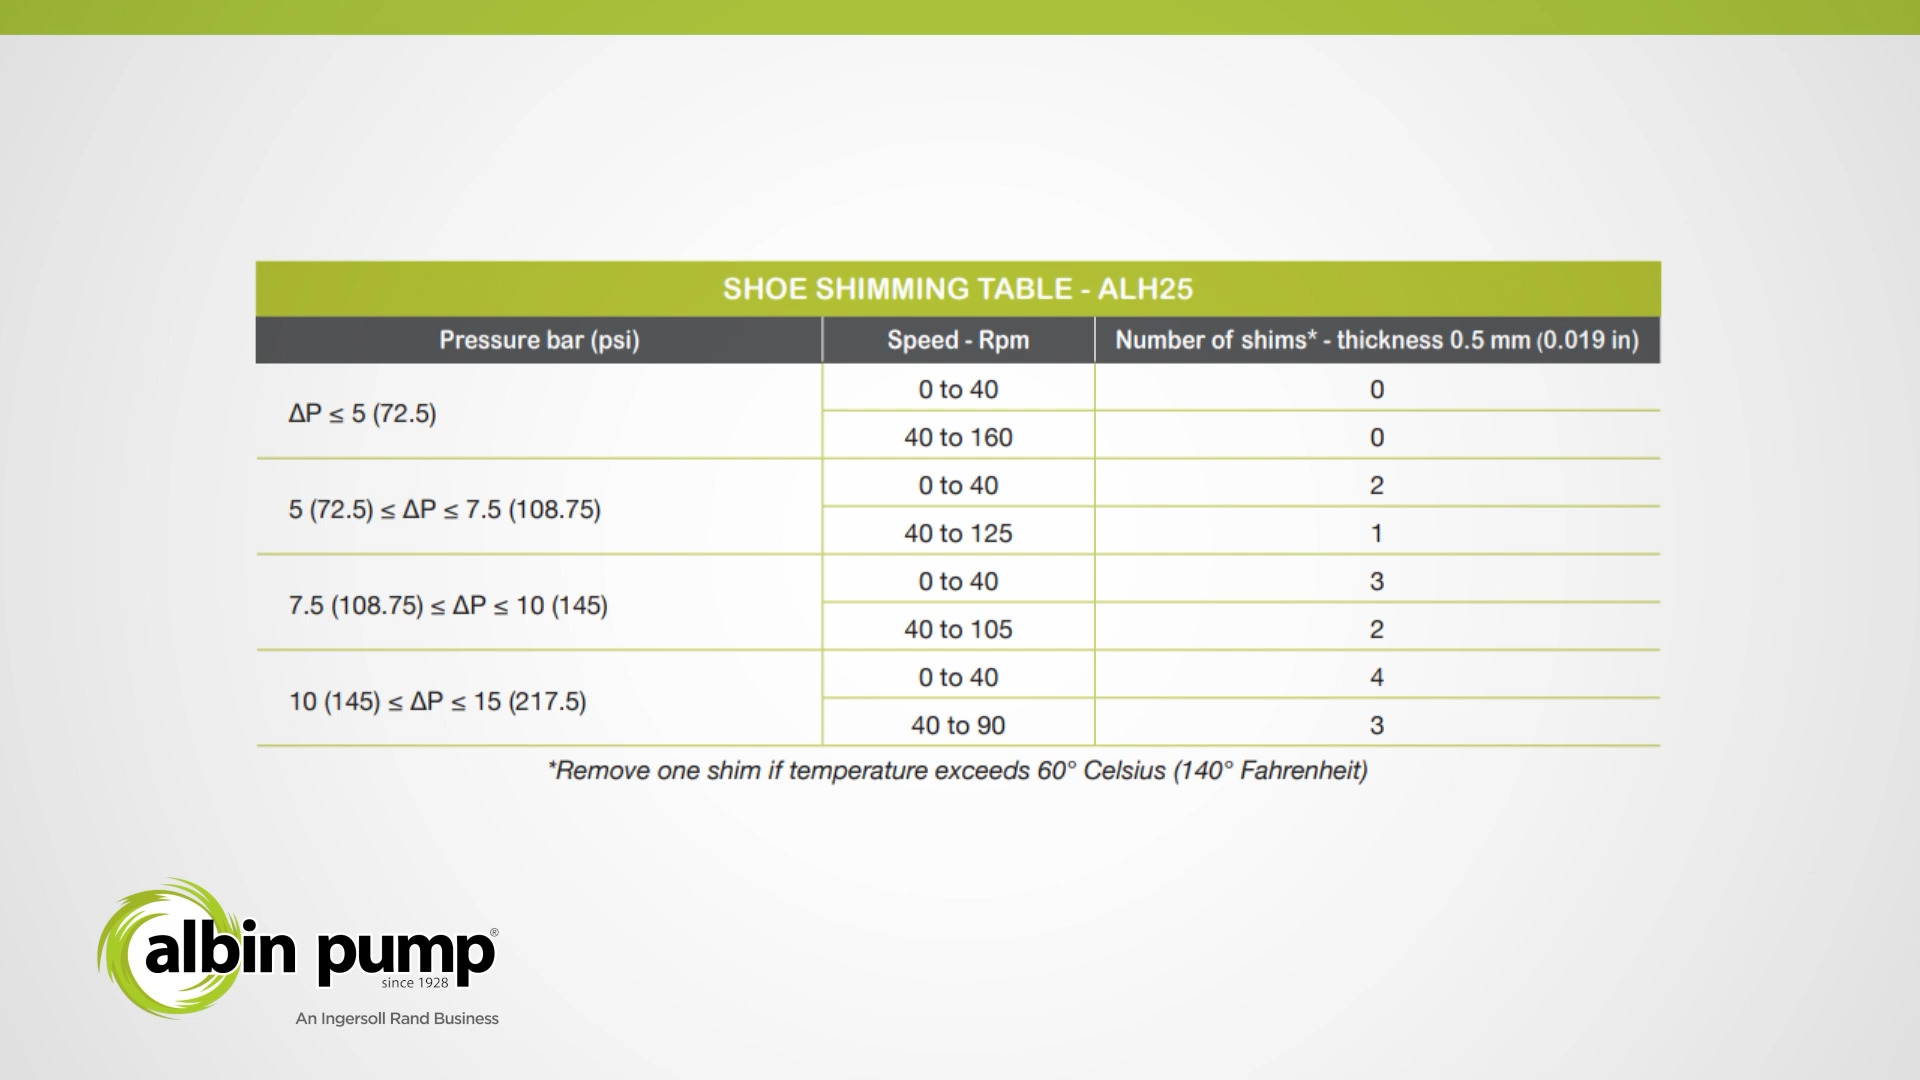 SHOE SHIMMING TABLE - ALH25
Pressure bar (psi) Speed - Rpm Number of shims* - thickness 0.5 mm (0.019 in)
ΔP ≤ 5 (72.5) 0 to 40 0
40 to 160 0
5 (72.5) ≤ ΔP ≤ 7.5 (108.75) 0 to 40 2
40 to 125 1
7.5 (108.75) ≤ ΔP ≤ 10 (145) 0 to 40 3
40 to 105 2
10 (145) ≤ ΔP ≤ 15 (217.5) 0 to 40 4
40 to 90 3
*Remove one shim if temperature exceeds 60° Celsius (140° Fahrenheit)
albin pump®
since 1928
An Ingersoll Rand Business